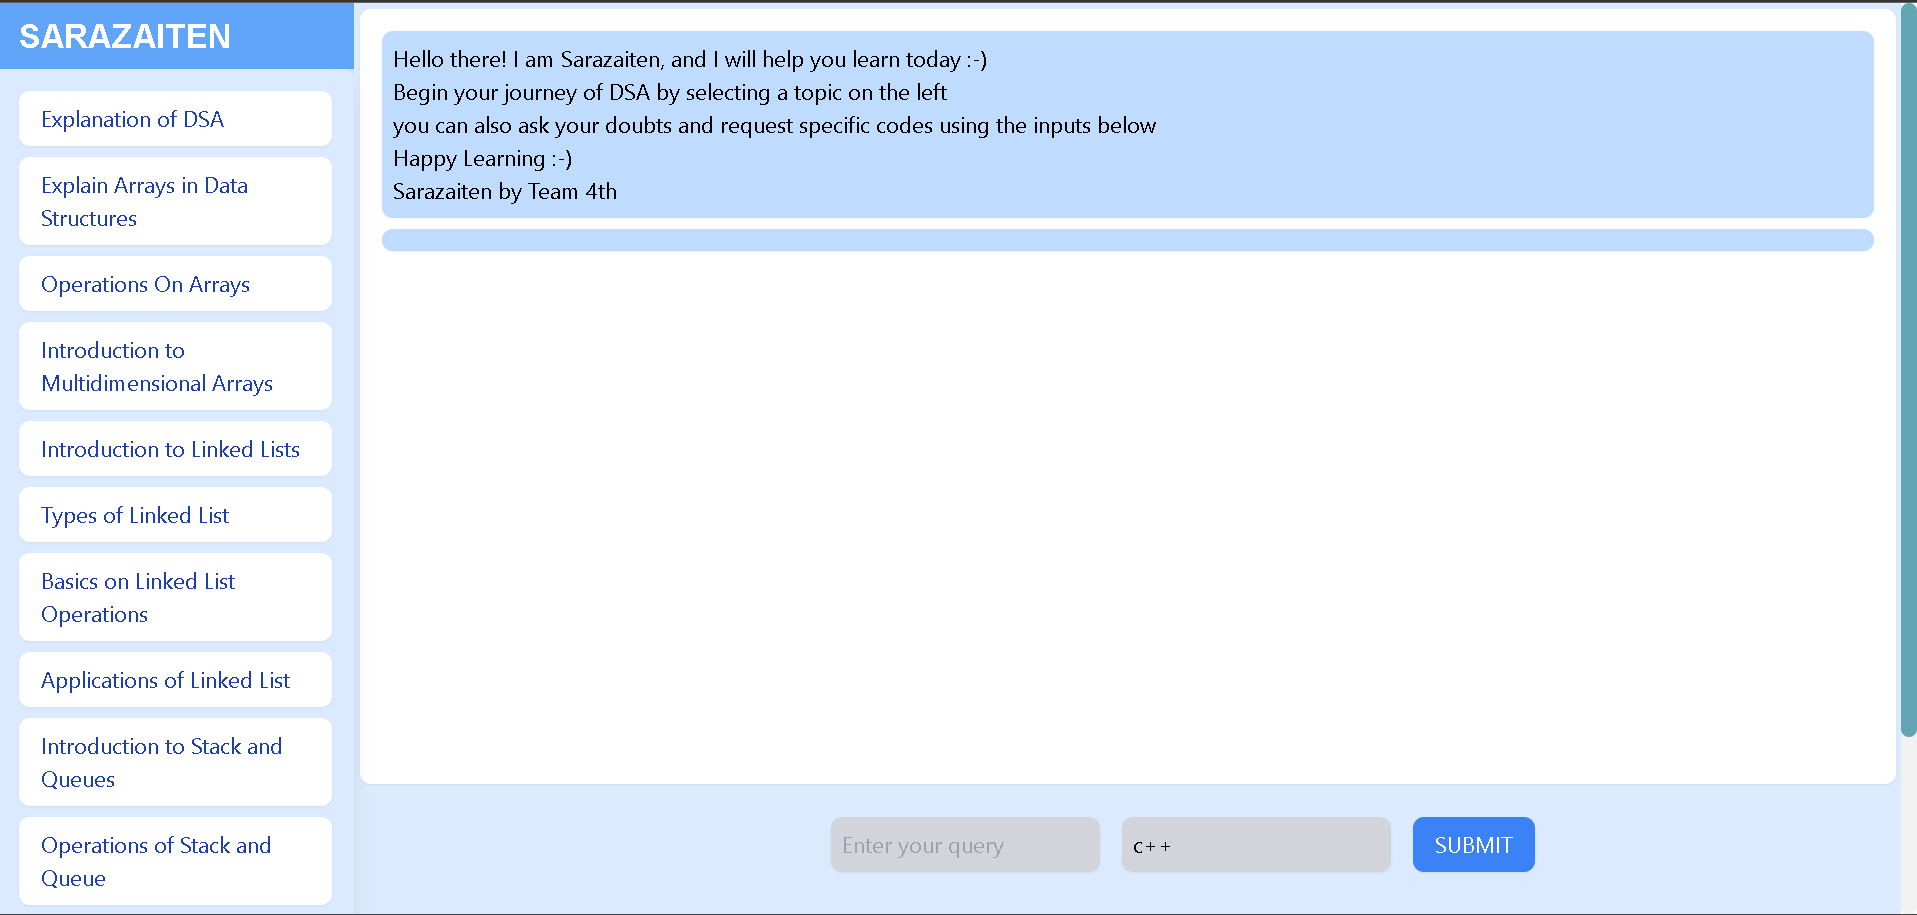 SARAZAITEN
Explanation of DSA
Explain Arrays in Data
Structures
Operations On Arrays
Introduction to
Multidimensional Arrays
Introduction to Linked Lists
Types of Linked List
Basics on Linked List
Operations
Applications of Linked List
Introduction to Stack and
Queues
Operations of Stack and
Queue
Hello there! I am Sarazaiten, and I will help you learn today :-)
Begin your journey of DSA by selecting a topic on the left
you can also ask your doubts and request specific codes using the inputs below
Happy Learning :-)
Sarazaiten by Team 4th
Enter your query
c++
SUBMIT